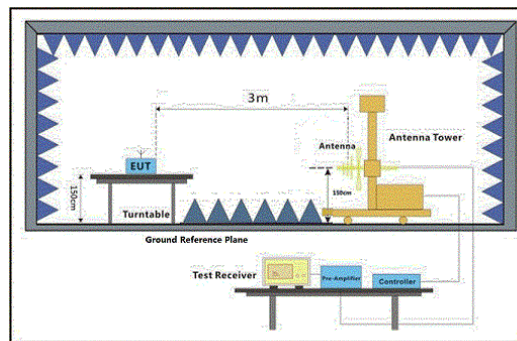 3m
Antenna
Antenna Tower
EUT
150cm
150cm
Turntable
Ground Reference Plane
Test Receiver
Pre-Amplifier
Controller